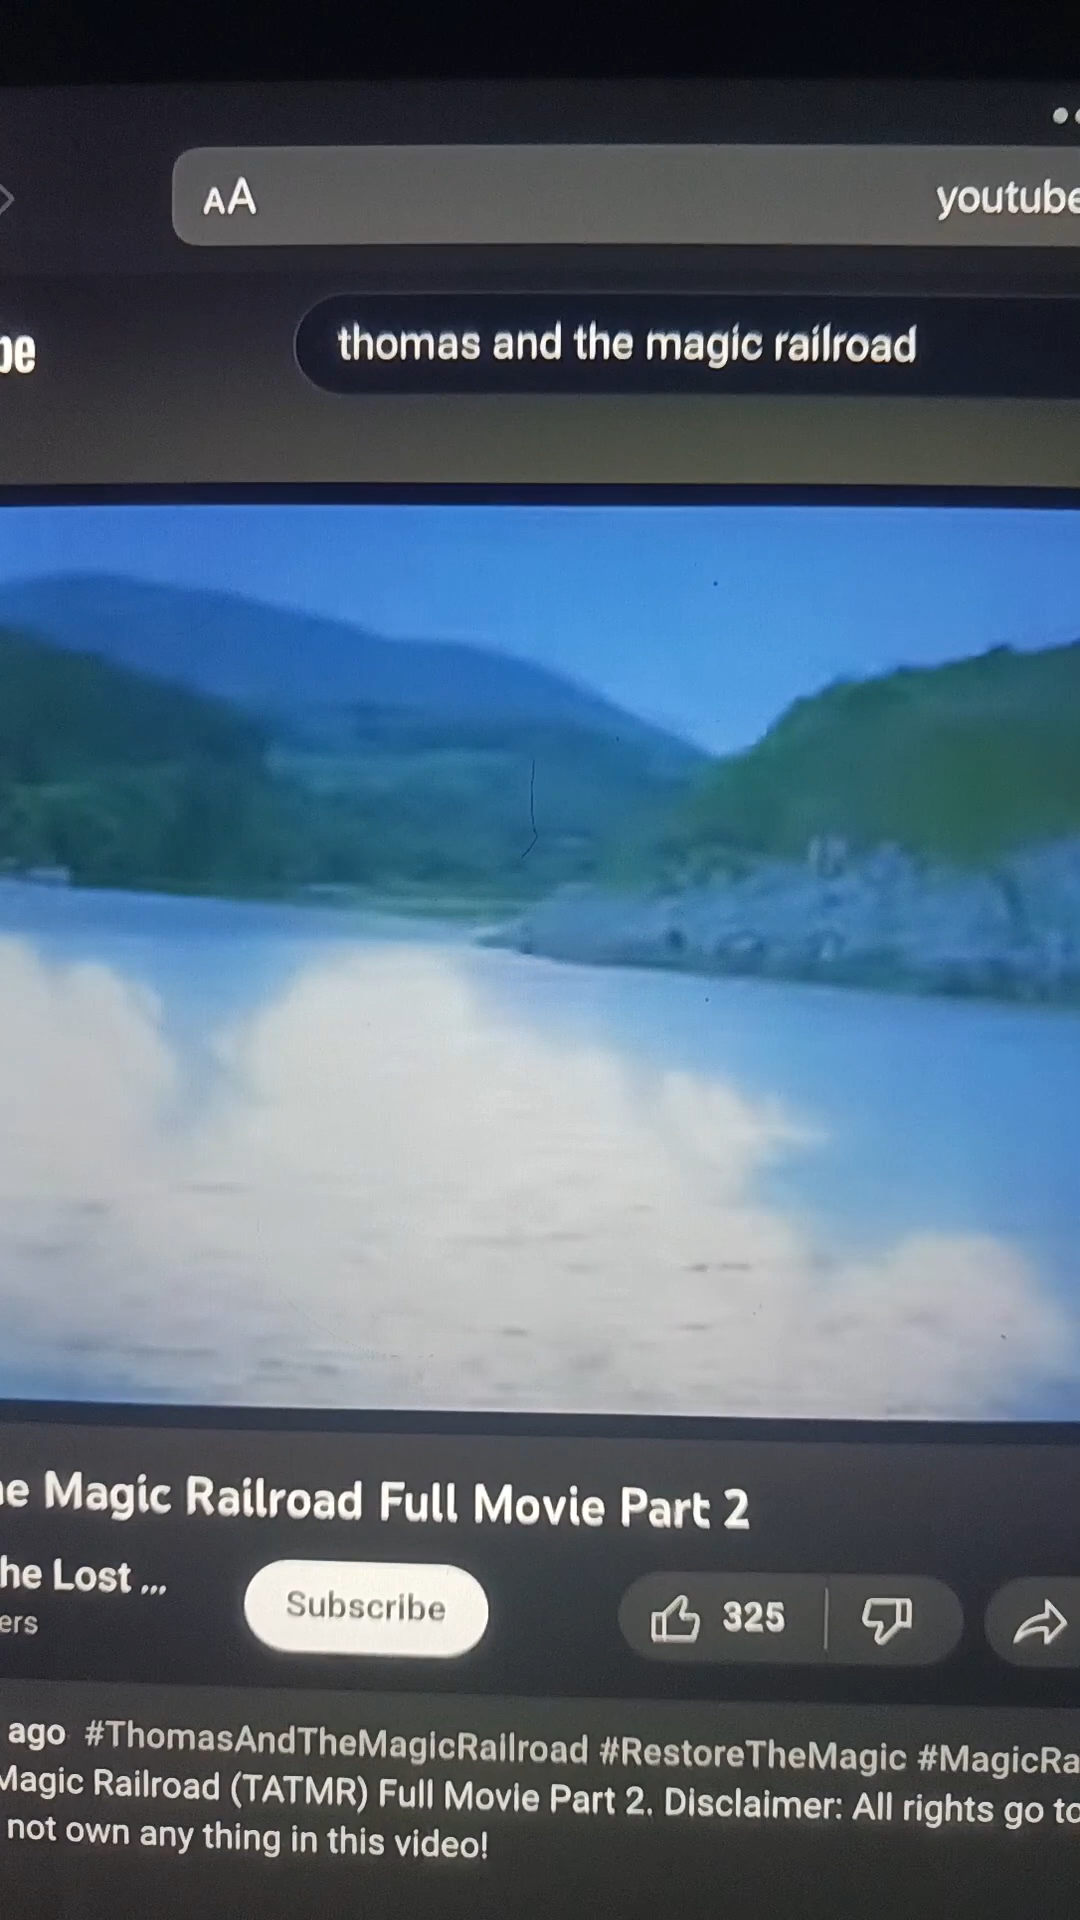 AA
youtube
be
thomas and the magic railroad
he Magic Railroad Full Movie Part 2
he Lost ...
Subscribe
325
ers
ago #ThomasAndTheMagicRailroad #RestoreTheMagic #MagicRa
Magic Railroad (TATMR) Full Movie Part 2. Disclaimer: All rights go to
not own any thing in this video!